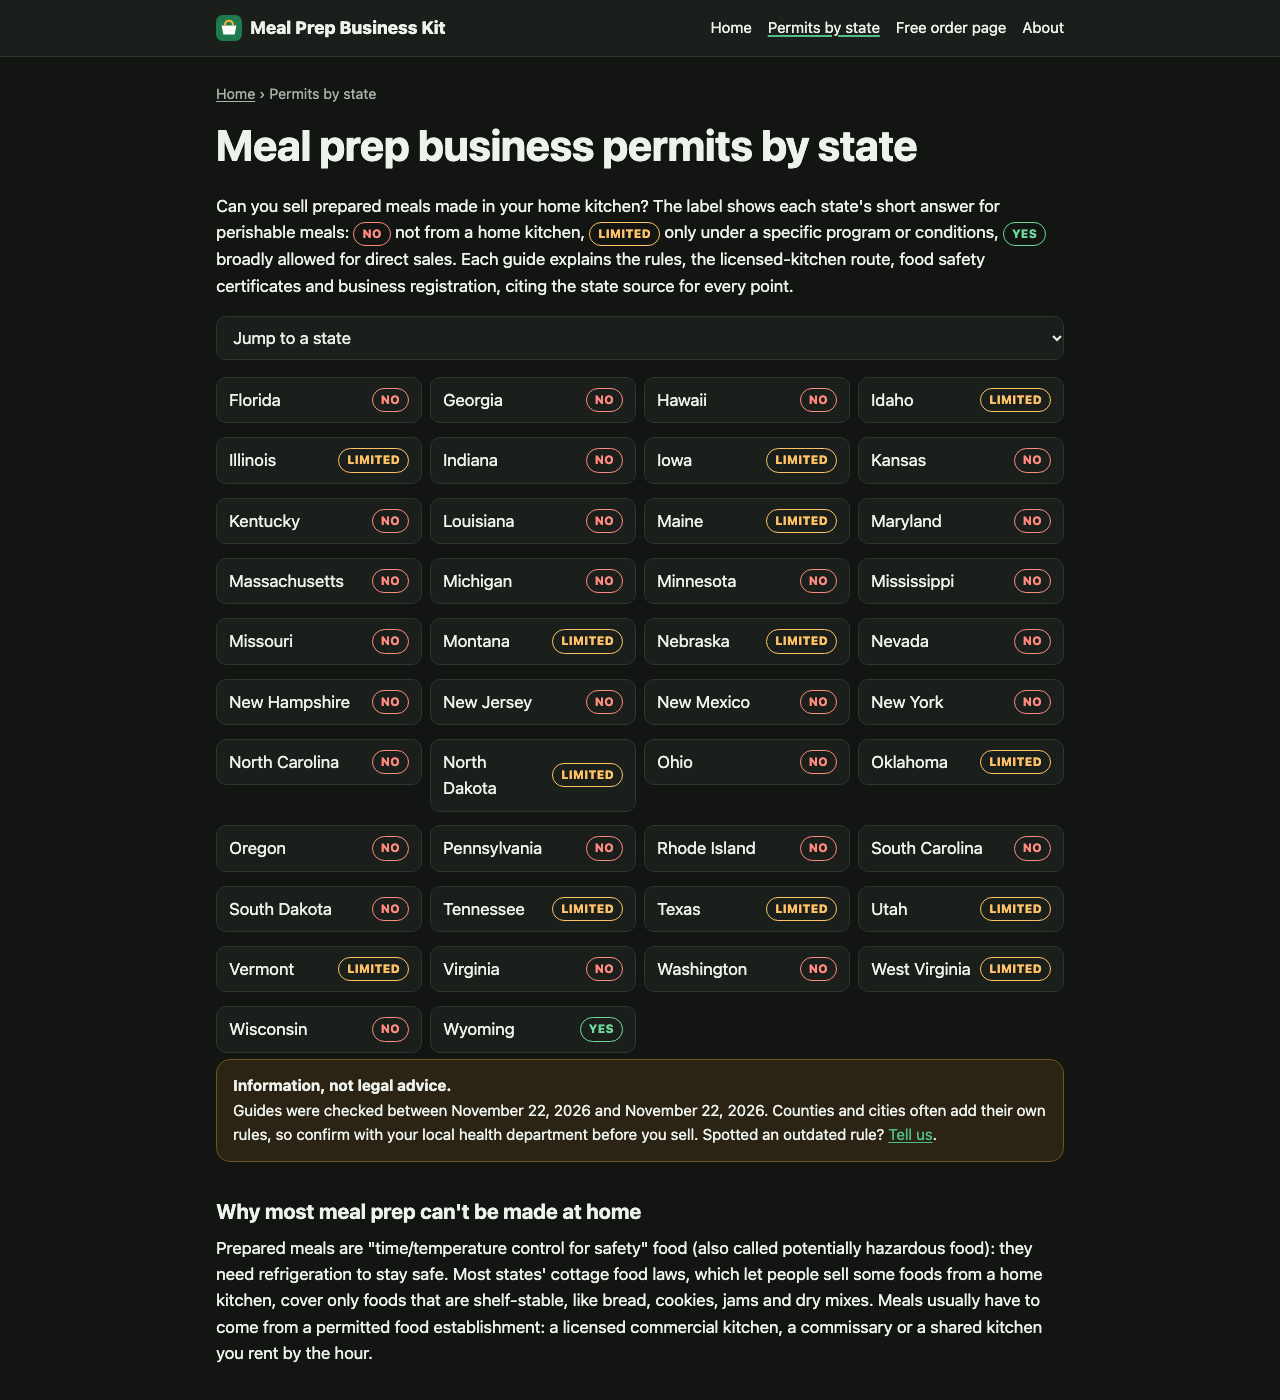 Meal Prep Business Kit
Home Permits by state Free order page About
Home › Permits by state
Meal prep business permits by state
Can you sell prepared meals made in your home kitchen? The label shows each state's short answer for
perishable meals: NO not from a home kitchen, LIMITED only under a specific program or conditions, YES
broadly allowed for direct sales. Each guide explains the rules, the licensed-kitchen route, food safety
certificates and business registration, citing the state source for every point.
Jump to a state
Florida NO Georgia NO Hawaii NO Idaho LIMITED
Illinois LIMITED Indiana NO Iowa LIMITED Kansas NO
Kentucky NO Louisiana NO Maine LIMITED Maryland NO
Massachusetts NO Michigan NO Minnesota NO Mississippi NO
Missouri NO Montana LIMITED Nebraska LIMITED Nevada NO
New Hampshire NO New Jersey NO New Mexico NO New York NO
North Carolina NO North Dakota LIMITED Ohio NO Oklahoma LIMITED
Oregon NO Pennsylvania NO Rhode Island NO South Carolina NO
South Dakota NO Tennessee LIMITED Texas LIMITED Utah LIMITED
Vermont LIMITED Virginia NO Washington NO West Virginia LIMITED
Wisconsin NO Wyoming YES
Information, not legal advice.
Guides were checked between November 22, 2026 and November 22, 2026. Counties and cities often add their own
rules, so confirm with your local health department before you sell. Spotted an outdated rule? Tell us.
Why most meal prep can't be made at home
Prepared meals are "time/temperature control for safety" food (also called potentially hazardous food): they
need refrigeration to stay safe. Most states' cottage food laws, which let people sell some foods from a home
kitchen, cover only foods that are shelf-stable, like bread, cookies, jams and dry mixes. Meals usually have to
come from a permitted food establishment: a licensed commercial kitchen, a commissary or a shared kitchen
you rent by the hour.